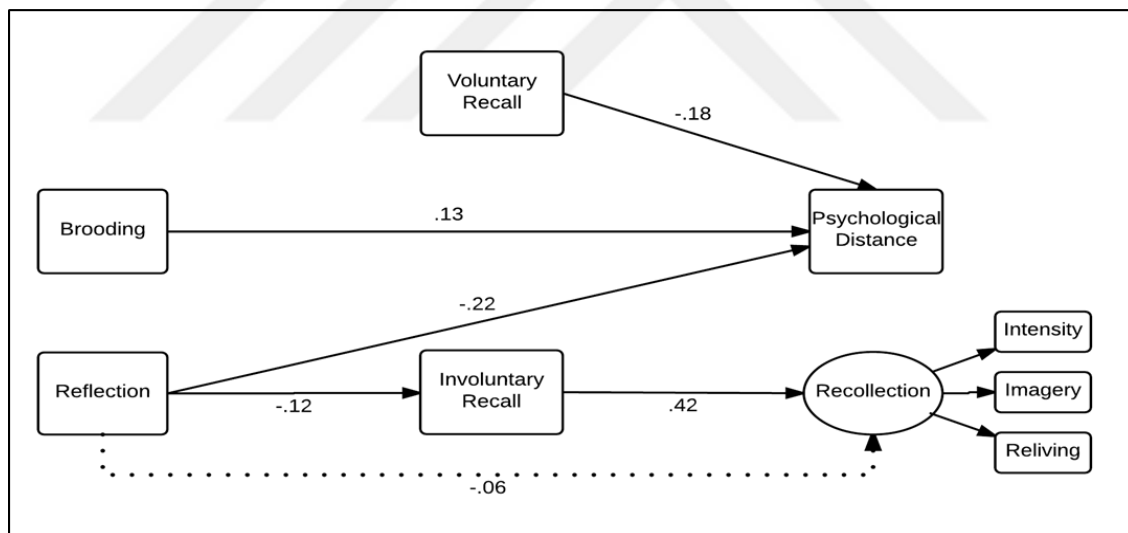 Voluntary
Recall
-.18
Brooding
.13
Psychological
Distance
-.22
Intensity
Reflection
-.12
Involuntary
Recall
.42
Recollection
Imagery
Reliving
-.06